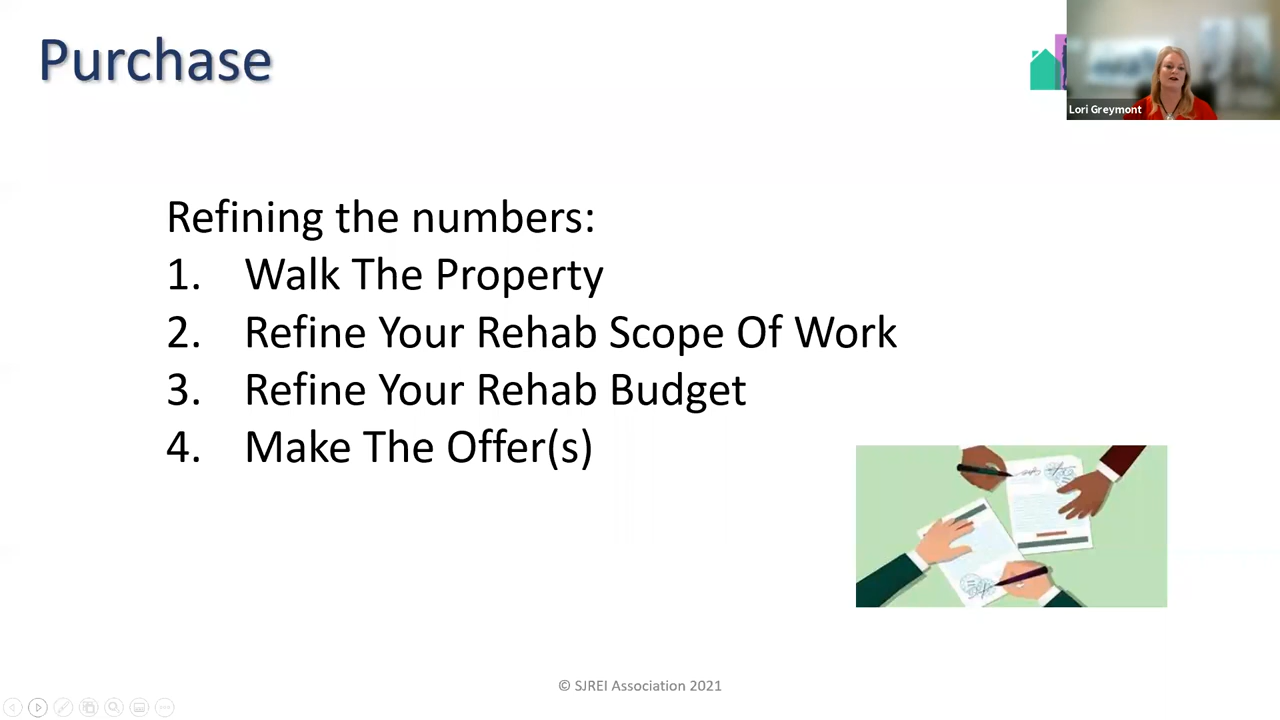 Purchase
Lori Greymont
Refining the numbers:
1. Walk The Property
2. Refine Your Rehab Scope Of Work
3. Refine Your Rehab Budget
4. Make The Offer(s)
© SJREI Association 2021